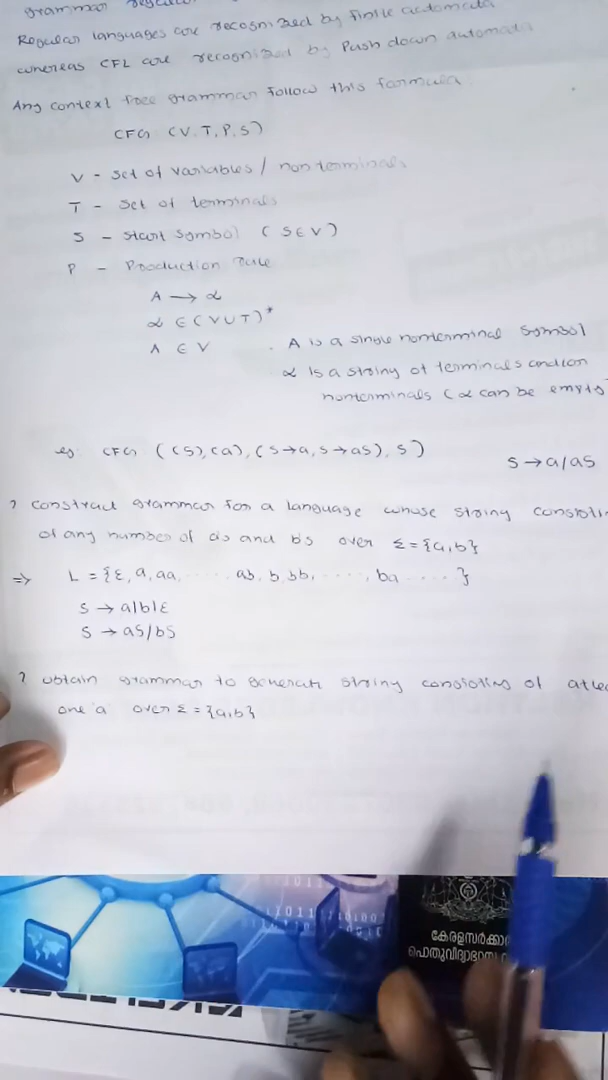 grammar
Regular languages are recognized by finite automata
whereas CFL are recognized by Push down automata
Any context free grammar follow this formula
CFG (V, T, P, S)
V - set of variables / non terminals
T - set of terminals
S - start symbol ( S ∈ V )
P - Production rule
A → α
α ∈ (V ∪ T)*
A ∈ V
A is a single nonterminal symbol
α is a string of terminals and/or
nonterminals ( α can be empty
eg: CFG ( (S), (a), (S→a, S→aS), S )
S → a/aS
? construct grammar for a language whose string
of any number of a's and b's over Σ = {a,b}
⇒ L = {ε, a, aa, ...... ab, b, bb, ....., ba ..... }
S → a|b|ε
S → aS/bS
? obtain grammar to generate string consisting of
one 'a' over Σ = {a,b}
11011
കേരളസർക്കാ
പൊതുവിദ്യാഭ്യാസ